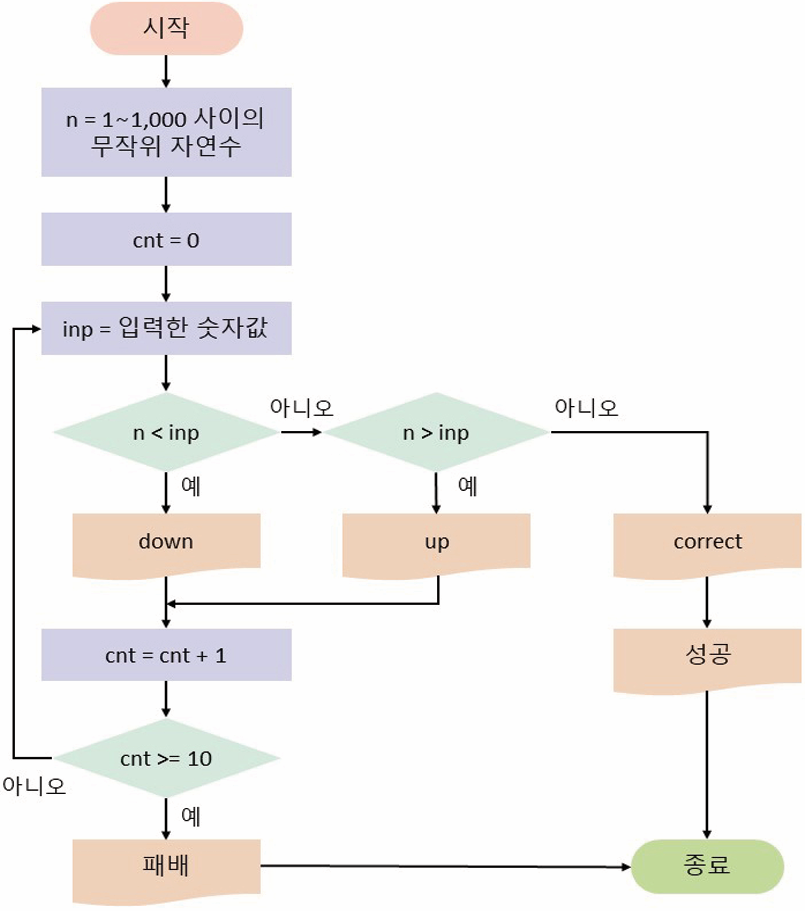 시작
n = 1~1,000 사이의
무작위 자연수
cnt = 0
inp = 입력한 숫자값
n < inp
아니오
n > inp
아니오
예
예
down
up
correct
cnt = cnt + 1
성공
cnt >= 10
아니오
예
패배
종료